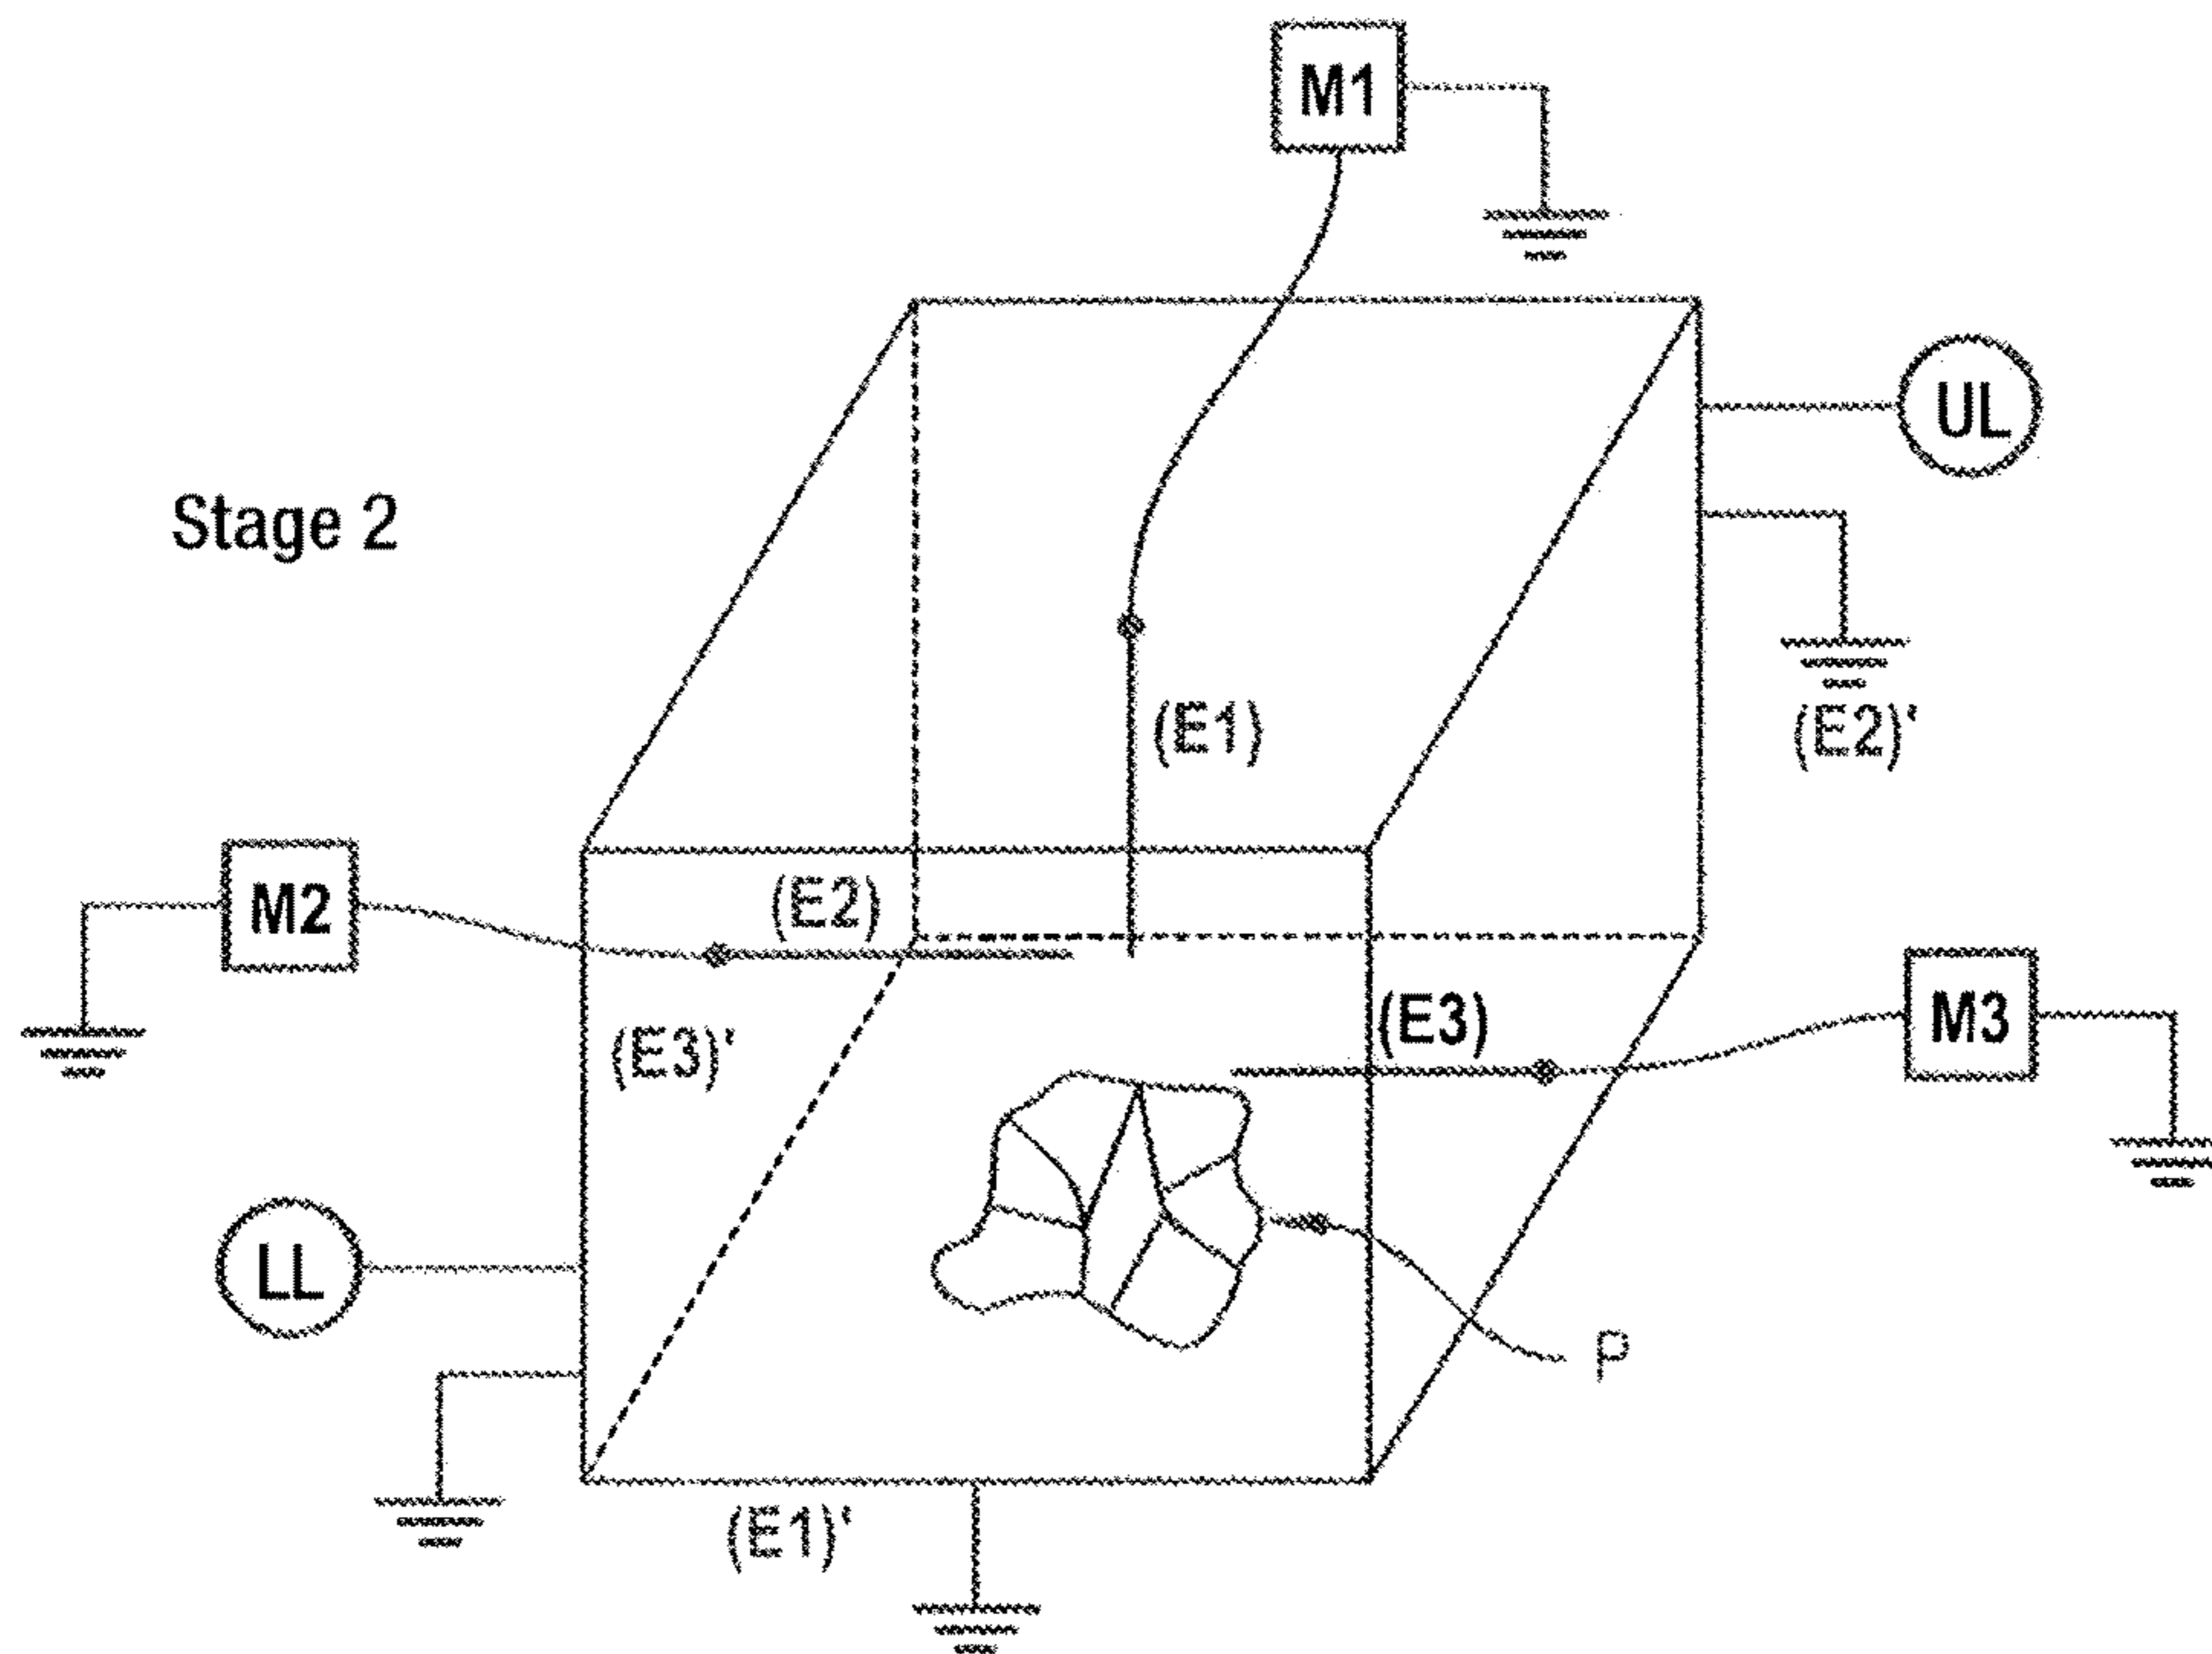 M1
UL
Stage 2
(E1)
(E2)'
M2
(E2)
(E3)
M3
(E3)'
LL
P
(E1)'